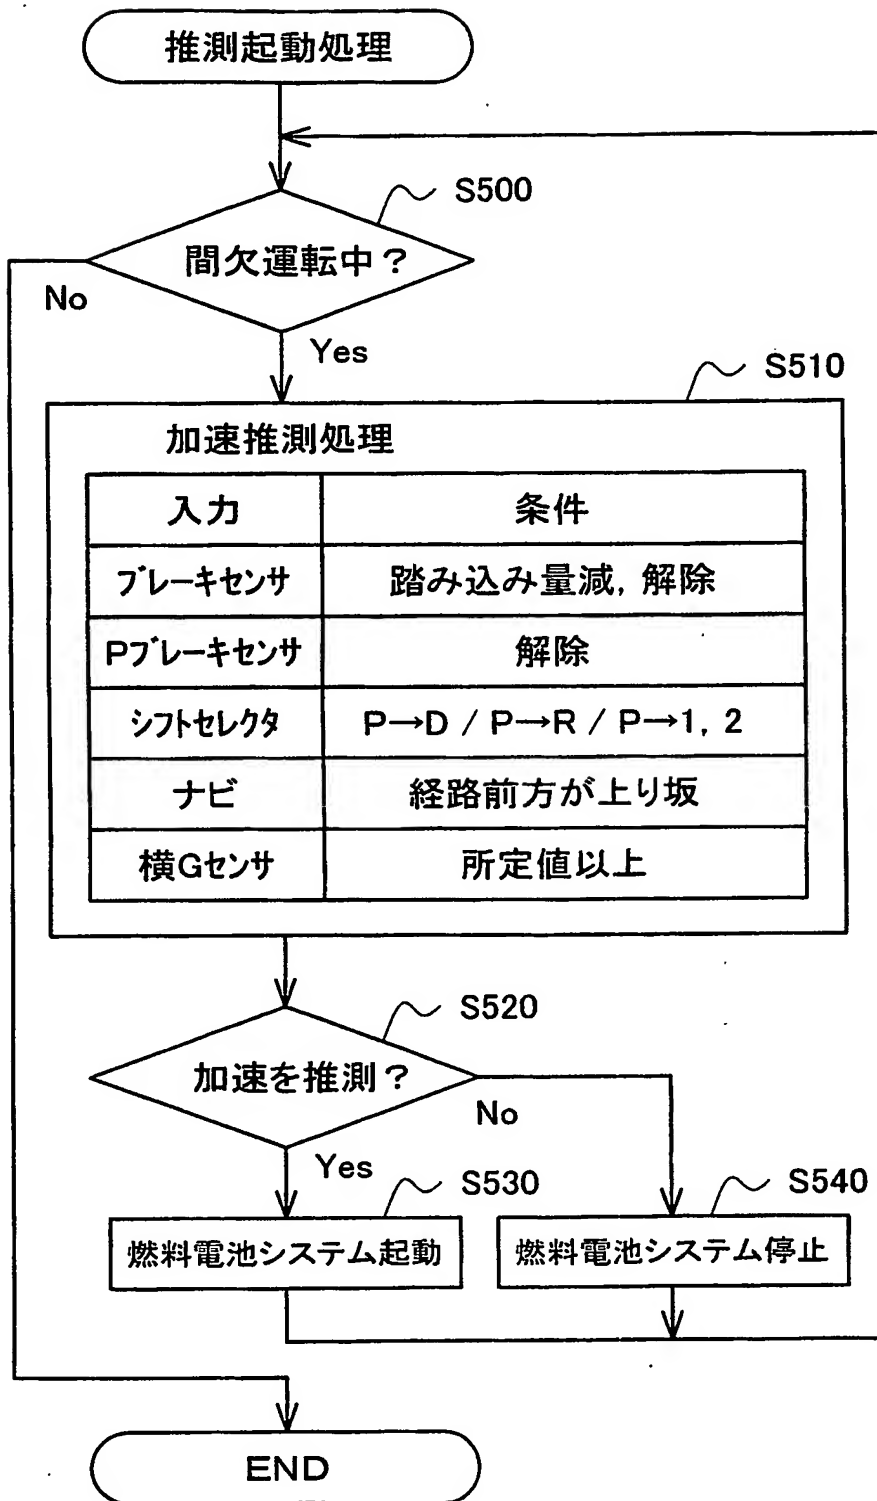 推測起動処理
S500
間欠運転中?
No
Yes
S510
加速推測処理
入力 条件
ブレーキセンサ 踏み込み量減, 解除
Pブレーキセンサ 解除
シフトセレクタ P→D / P→R / P→1, 2
ナビ 経路前方が上り坂
横Gセンサ 所定値以上
S520
加速を推測?
No
Yes
S530
S540
燃料電池システム起動
燃料電池システム停止
END